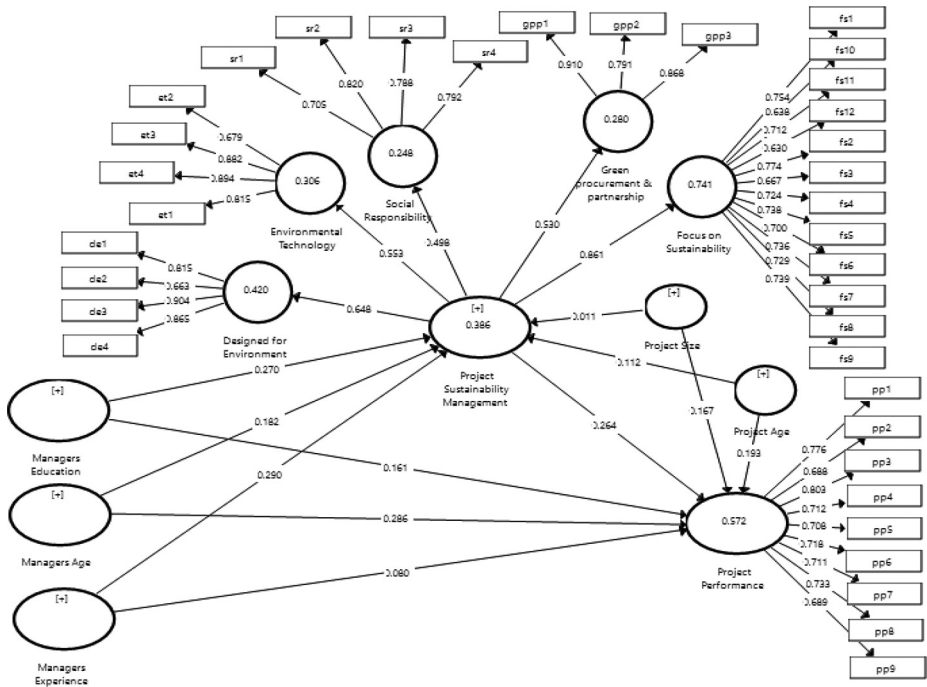 sr2
sr3
gpp1
gpp2
gpp3
fs1
sr1
sr4
fs10
fs11
fs12
fs2
fs3
fs4
fs5
fs6
fs7
fs8
fs9
0.705
0.820
0.788
0.792
0.910
0.791
0.868
0.754
0.638
0.712
0.630
0.774
0.667
0.724
0.738
0.700
0.736
0.729
0.739
et2
et3
et4
et1
0.679
0.882
0.894
0.815
0.306
Environmental
Technology
0.248
Social
Responsibility
0.280
Green
procurement &
partnership
0.741
Focus on
Sustainability
de1
de2
de3
de4
0.815
0.663
0.904
0.865
0.420
Designed for
Environment
0.648
0.553
0.498
0.530
0.861
[+]
0.386
Project
Sustainability
Management
[+]
Project Size
0.011
[+]
Project Age
0.112
[+]
Managers
Education
0.270
0.182
0.290
0.264
0.167
0.193
[+]
Managers Age
0.161
0.286
0.080
[+]
Managers
Experience
0.572
Project
Performance
pp1
pp2
pp3
pp4
pp5
pp6
pp7
pp8
pp9
0.776
0.688
0.803
0.712
0.708
0.718
0.711
0.733
0.689